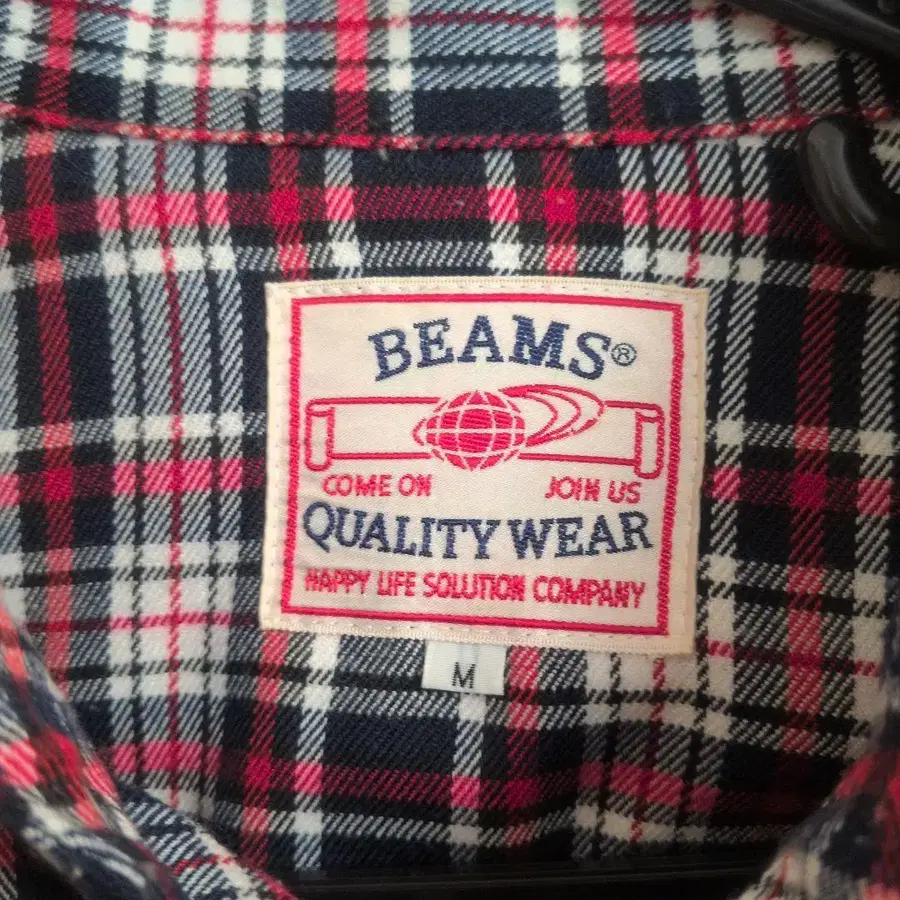 BEAMS®
COME ON JOIN US
QUALITY WEAR
HAPPY LIFE SOLUTION COMPANY
M